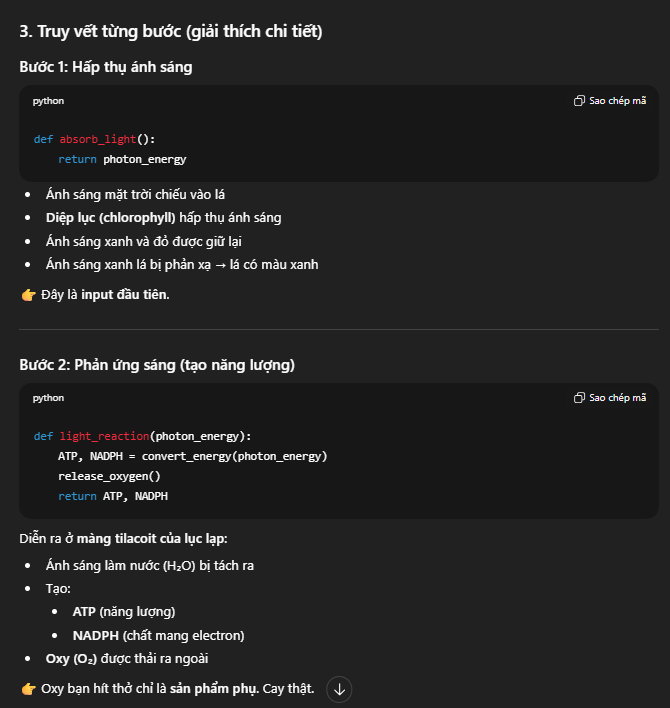 3. Truy vết từng bước (giải thích chi tiết)
Bước 1: Hấp thụ ánh sáng
python
Sao chép mã
def absorb_light():
    return photon_energy
• Ánh sáng mặt trời chiếu vào lá
• Diệp lục (chlorophyll) hấp thụ ánh sáng
• Ánh sáng xanh và đỏ được giữ lại
• Ánh sáng xanh lá bị phản xạ → lá có màu xanh
👉 Đây là input đầu tiên.
Bước 2: Phản ứng sáng (tạo năng lượng)
python
Sao chép mã
def light_reaction(photon_energy):
    ATP, NADPH = convert_energy(photon_energy)
    release_oxygen()
    return ATP, NADPH
Diễn ra ở màng tilacoit của lục lạp:
• Ánh sáng làm nước (H₂O) bị tách ra
• Tạo:
• ATP (năng lượng)
• NADPH (chất mang electron)
• Oxy (O₂) được thải ra ngoài
👉 Oxy bạn hít thở chỉ là sản phẩm phụ. Cay thật.